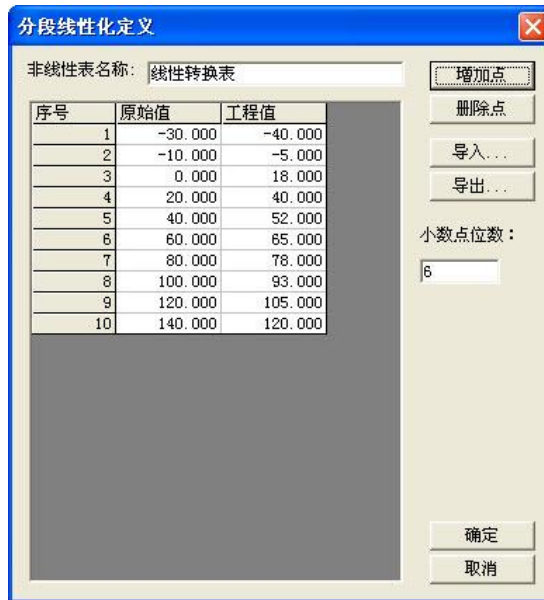 分段线性化定义
非线性表名称: 线性转换表
增加点
删除点
导入...
导出...
小数点位数：
6
序号 原始值 工程值
1 -30.000 -40.000
2 -10.000 -5.000
3 0.000 18.000
4 20.000 40.000
5 40.000 52.000
6 60.000 65.000
7 80.000 78.000
8 100.000 93.000
9 120.000 105.000
10 140.000 120.000
确定
取消